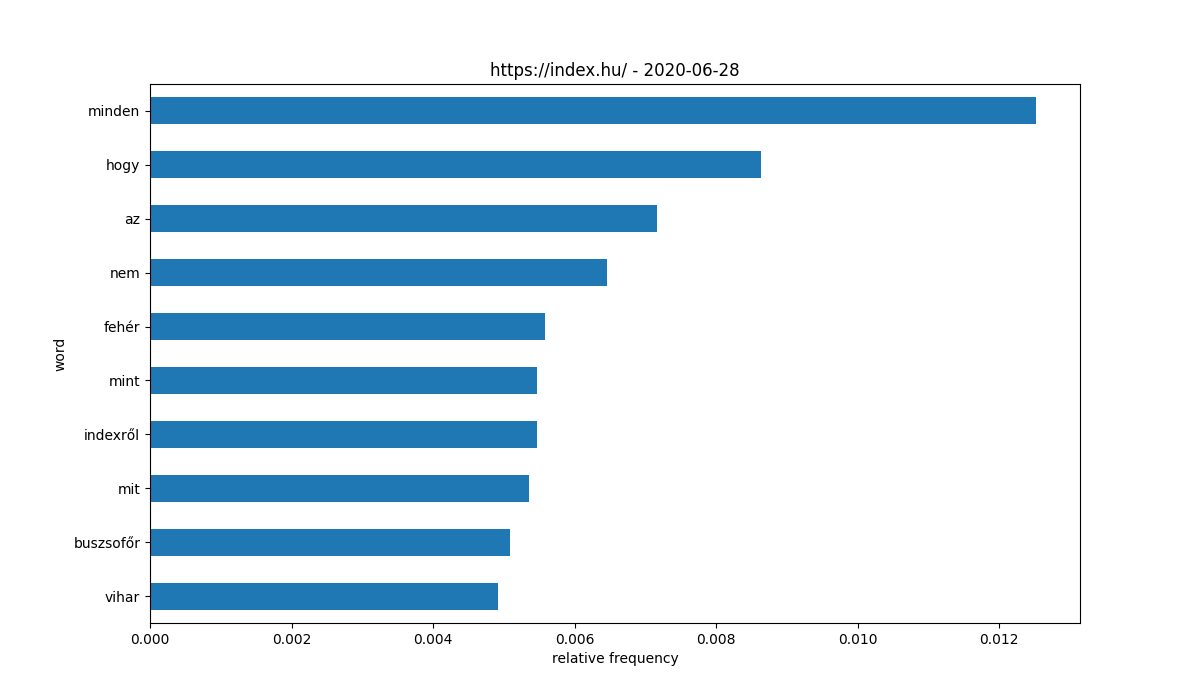 https://index.hu/ - 2020-06-28
minden
hogy
az
nem
fehér
mint
indexről
mit
buszsofőr
vihar
word
0.000 0.002 0.004 0.006 0.008 0.010 0.012
relative frequency